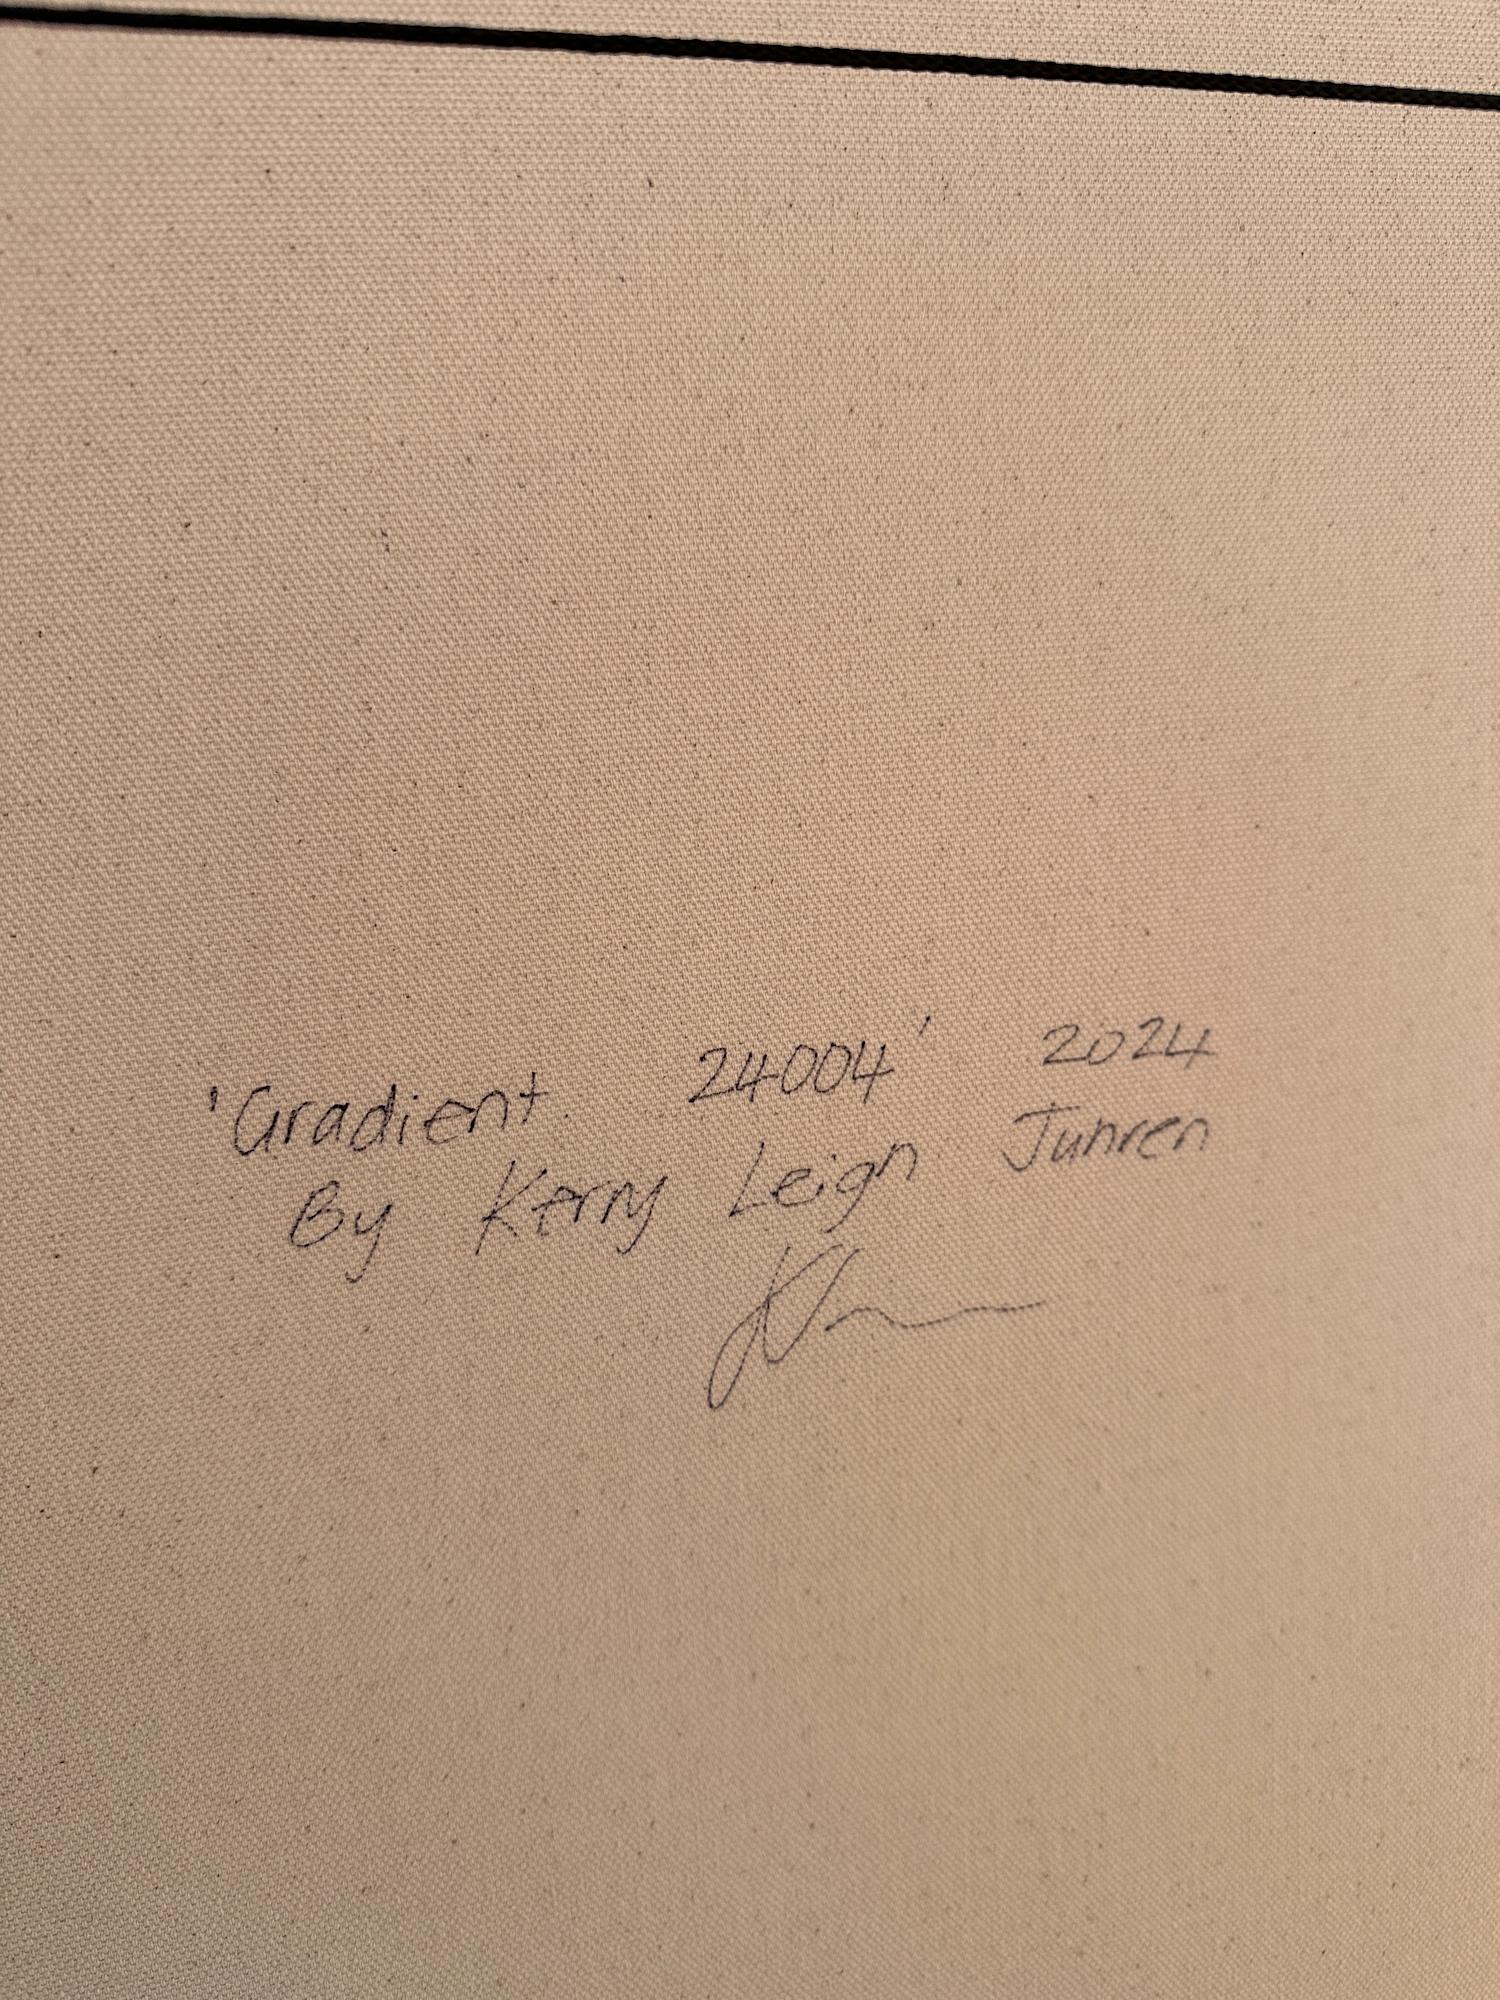 'Gradient 24004' 2024
By Kerry Leigh Junren